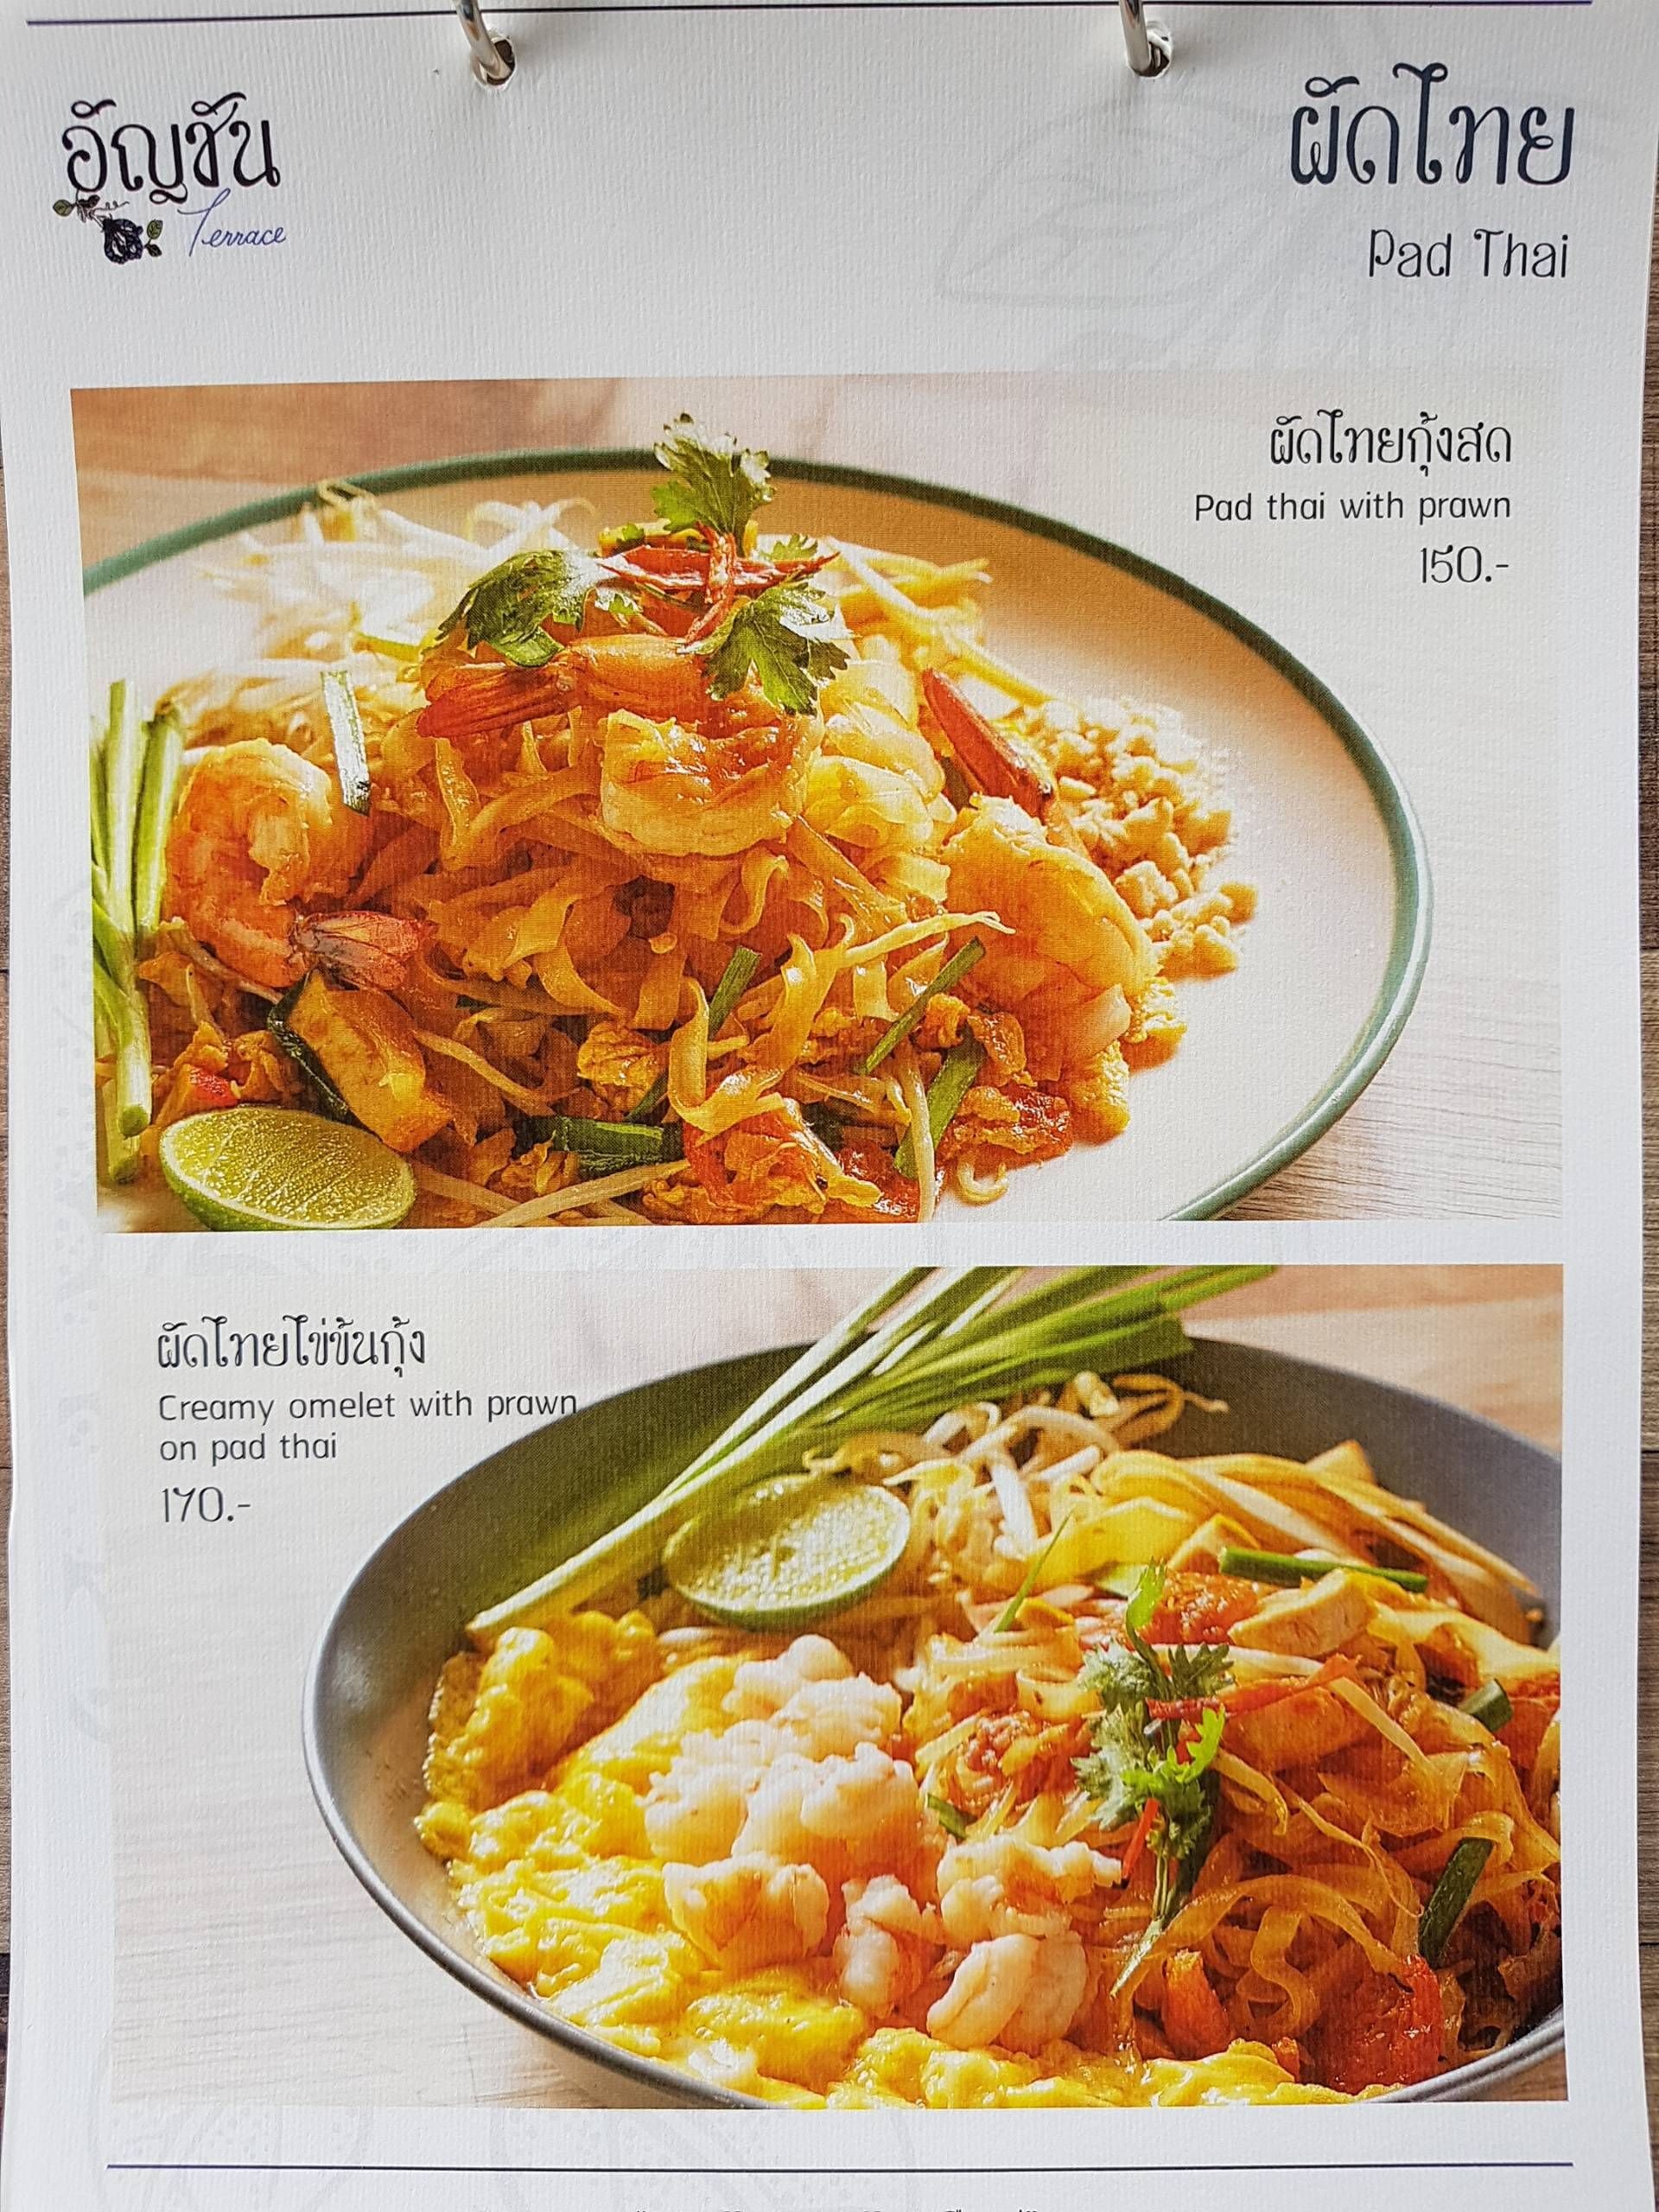 อัญชัน
Terrace
ผัดไทย
Pad Thai
ผัดไทยกุ้งสด
Pad thai with prawn
150.-
ผัดไทยไข่ข้นกุ้ง
Creamy omelet with prawn
on pad thai
170.-